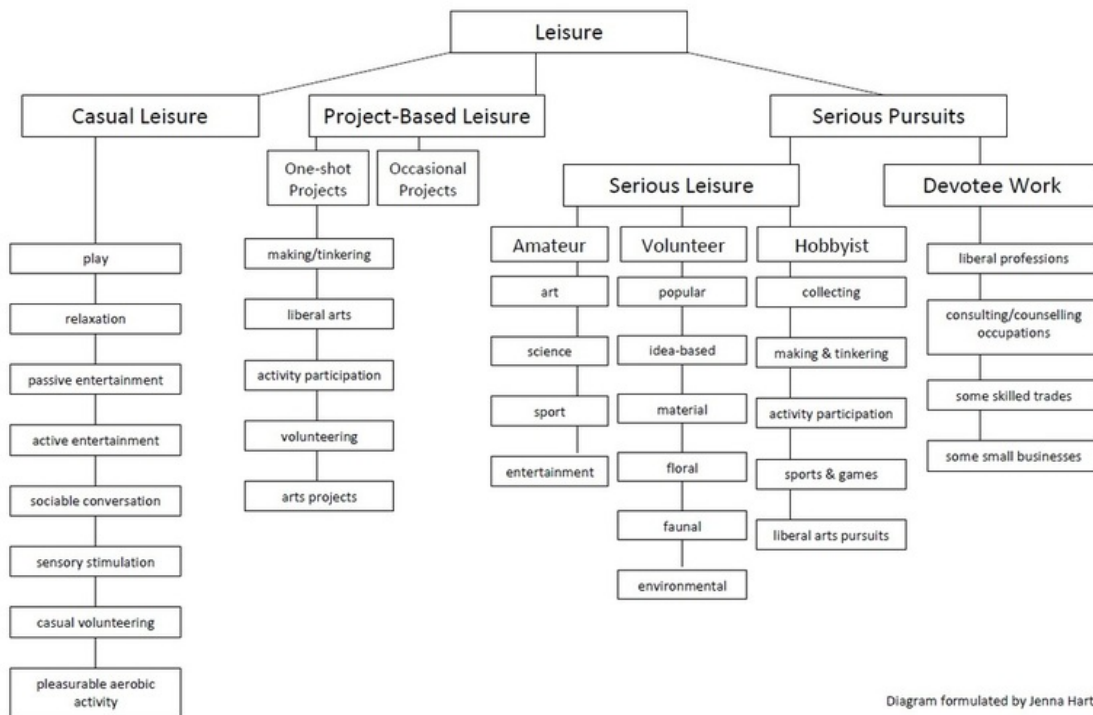 Leisure
Casual Leisure
Project-Based Leisure
Serious Pursuits
One-shot
Projects
Occasional
Projects
Serious Leisure
Devotee Work
Amateur
Volunteer
Hobbyist
play
relaxation
passive entertainment
active entertainment
sociable conversation
sensory stimulation
casual volunteering
pleasurable aerobic
activity
making/tinkering
liberal arts
activity participation
volunteering
arts projects
art
science
sport
entertainment
popular
idea-based
material
floral
faunal
environmental
collecting
making & tinkering
activity participation
sports & games
liberal arts pursuits
liberal professions
consulting/counselling
occupations
some skilled trades
some small businesses
Diagram formulated by Jenna Hart